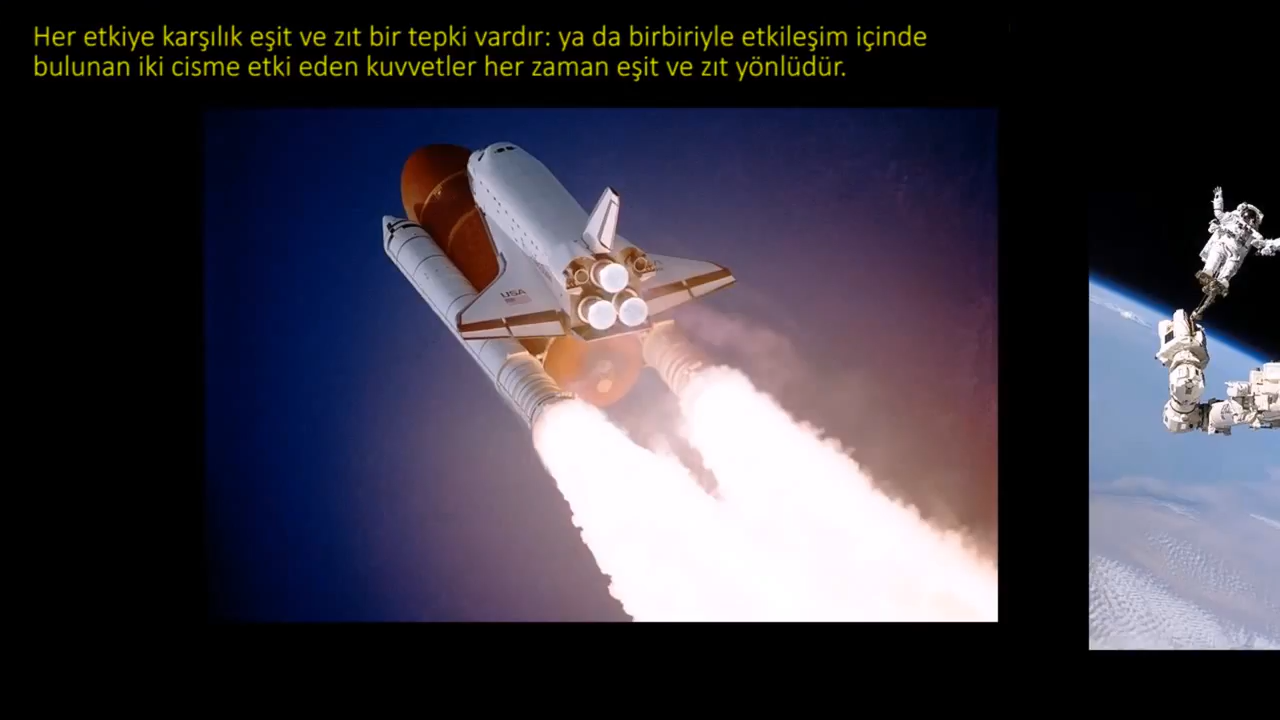 Her etkiye karşılık eşit ve zıt bir tepki vardır: ya da birbiriyle etkileşim içinde
bulunan iki cisme etki eden kuvvetler her zaman eşit ve zıt yönlüdür.
USA